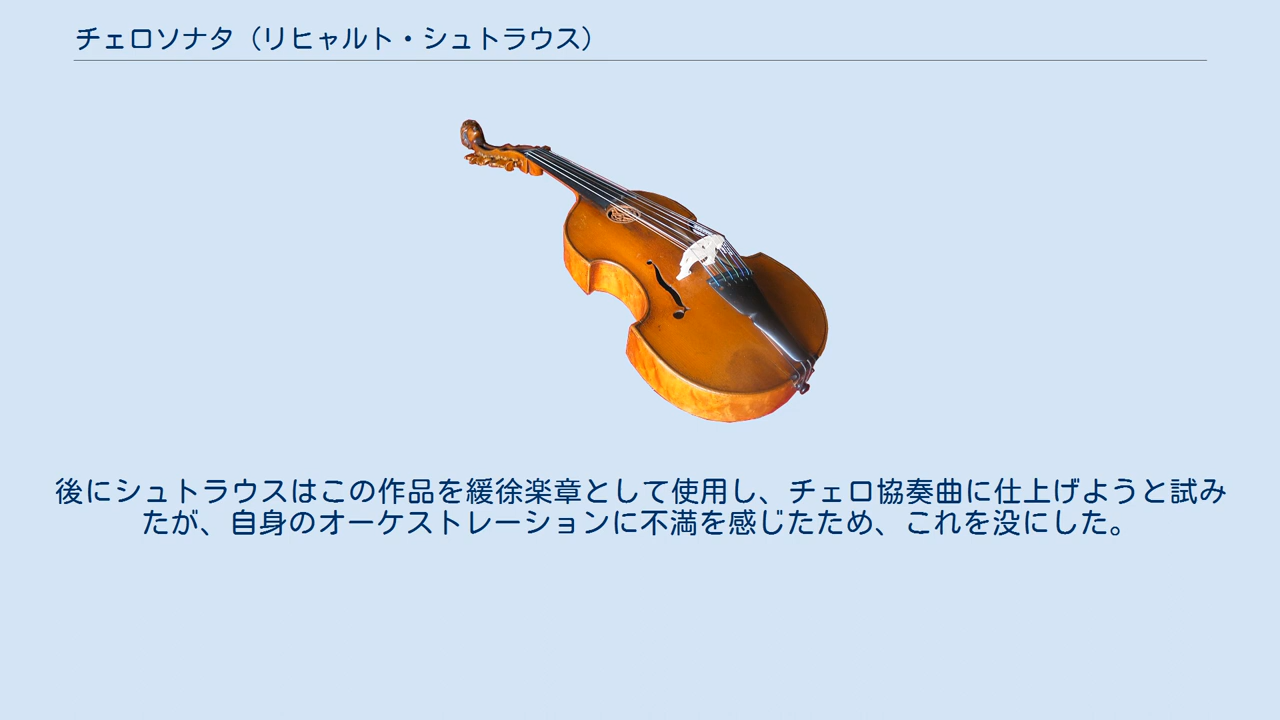 チェロソナタ（リヒャルト・シュトラウス）
後にシュトラウスはこの作品を緩徐楽章として使用し、チェロ協奏曲に仕上げようと試み
たが、自身のオーケストレーションに不満を感じたため、これを没にした。